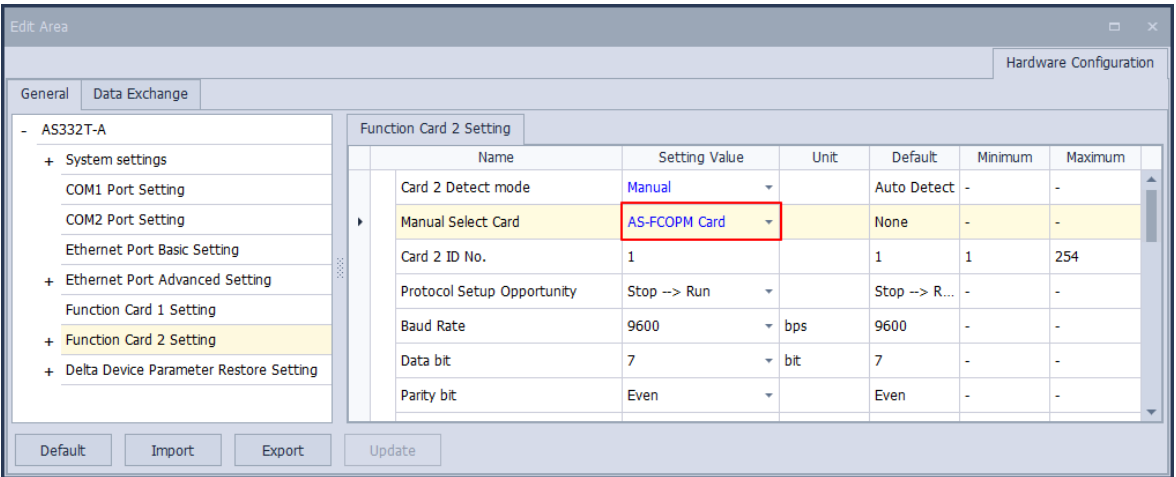 Edit Area
Hardware Configuration
General Data Exchange
- AS332T-A
+ System settings
COM1 Port Setting
COM2 Port Setting
Ethernet Port Basic Setting
+ Ethernet Port Advanced Setting
Function Card 1 Setting
+ Function Card 2 Setting
+ Delta Device Parameter Restore Setting
Function Card 2 Setting
Name Setting Value Unit Default Minimum Maximum
Card 2 Detect mode Manual Auto Detect - -
Manual Select Card AS-FCOPM Card None - -
Card 2 ID No. 1 1 1 254
Protocol Setup Opportunity Stop --> Run Stop --> R... - -
Baud Rate 9600 bps 9600 - -
Data bit 7 bit 7 - -
Parity bit Even Even - -
Default Import Export Update